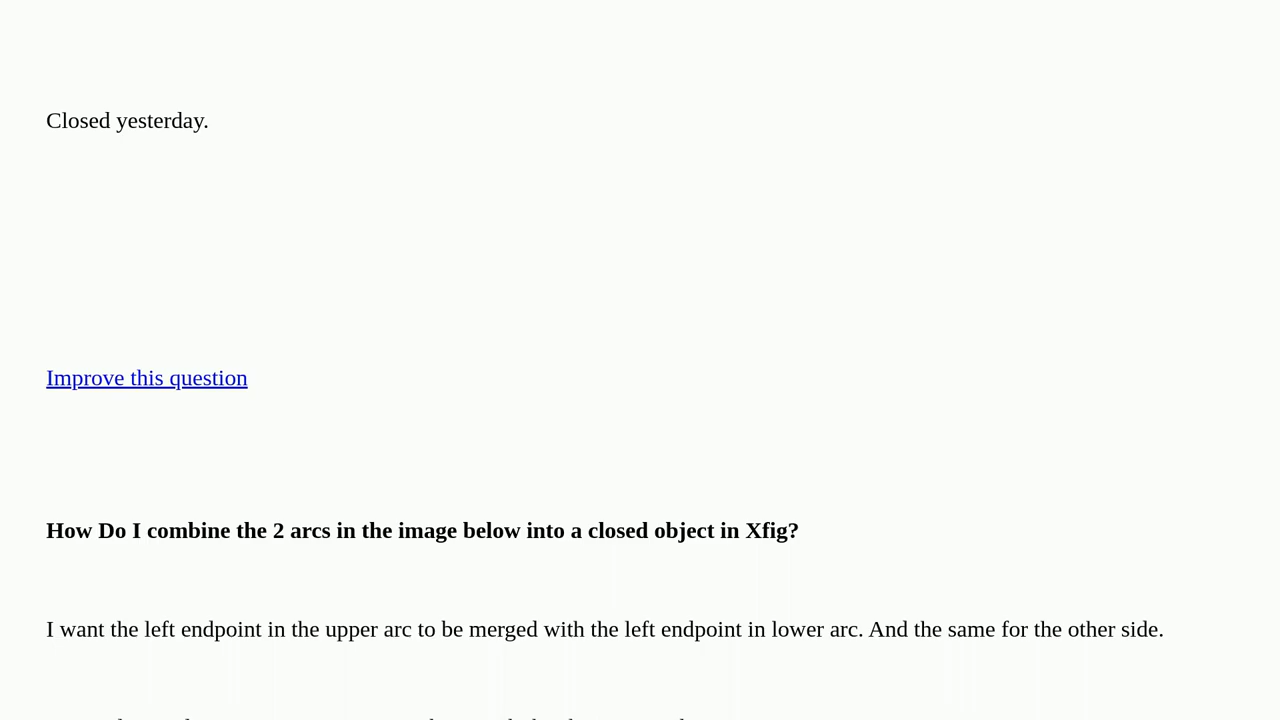 Closed yesterday.
Improve this question
How Do I combine the 2 arcs in the image below into a closed object in Xfig?
I want the left endpoint in the upper arc to be merged with the left endpoint in lower arc. And the same for the other side.